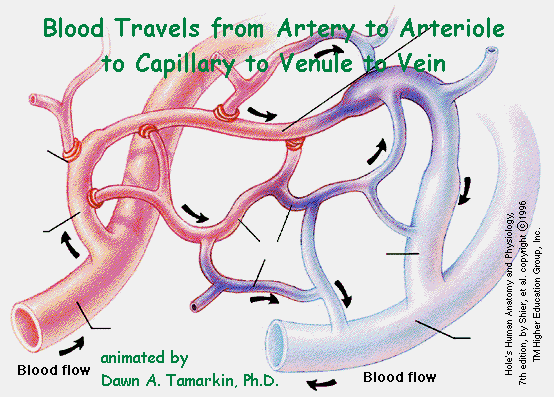 Blood Travels from Artery to Arteriole
to Capillary to Venule to Vein
Blood flow
animated by
Dawn A. Tamarkin, Ph.D.
Blood flow
Hole's Human Anatomy and Physiology,
7th edition, by Shier, et al. copyright ©1996
TM Higher Education Group, Inc.